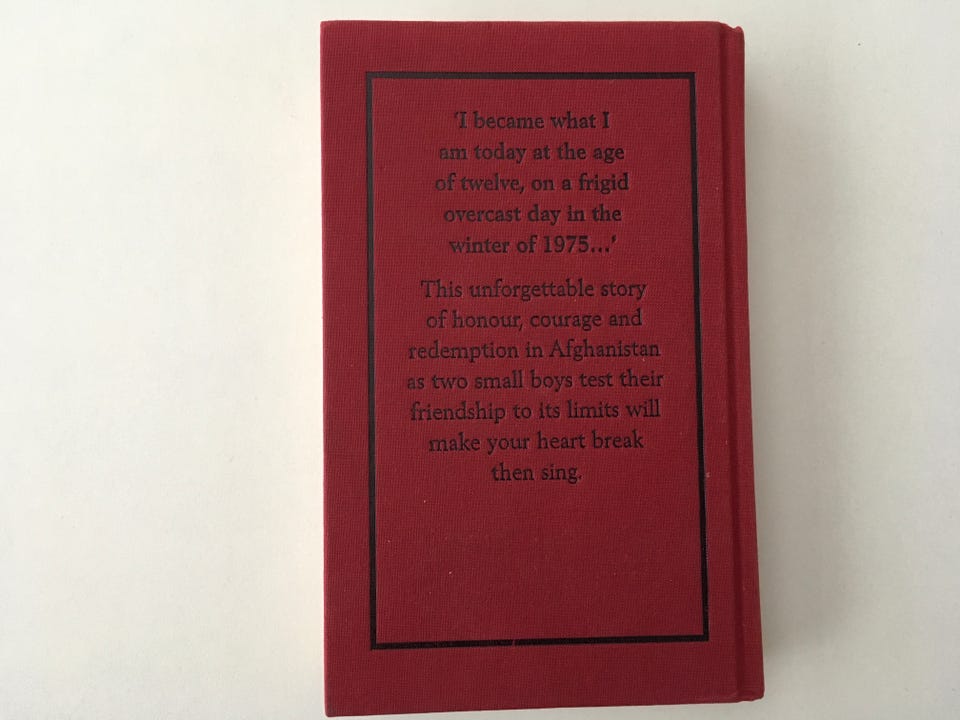 'I became what I
am today at the age
of twelve, on a frigid
overcast day in the
winter of 1975...'
This unforgettable story
of honour, courage and
redemption in Afghanistan
as two small boys test their
friendship to its limits will
make your heart break
then sing.